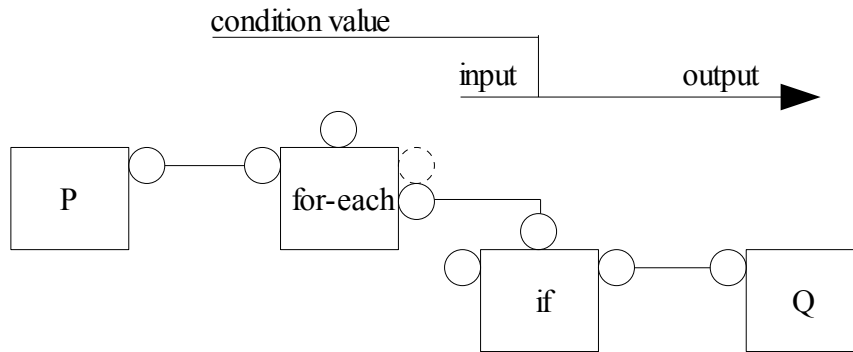 condition value
input output
P for-each
if Q